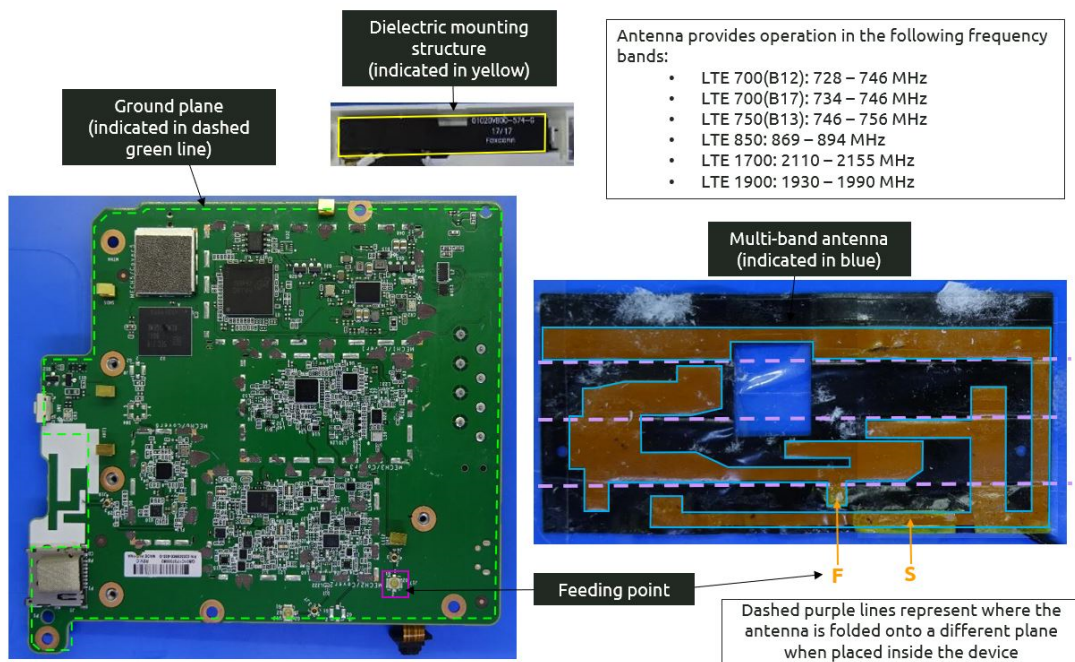 Dielectric mounting
structure
(indicated in yellow)
Ground plane
(indicated in dashed
green line)
01020VB00-574-G
17/17
FOXCONN
Antenna provides operation in the following frequency
bands:
• LTE 700(B12): 728 – 746 MHz
• LTE 700(B17): 734 – 746 MHz
• LTE 750(B13): 746 – 756 MHz
• LTE 850: 869 – 894 MHz
• LTE 1700: 2110 – 2155 MHz
• LTE 1900: 1930 – 1990 MHz
Multi-band antenna
(indicated in blue)
Feeding point
F
S
Dashed purple lines represent where the
antenna is folded onto a different plane
when placed inside the device